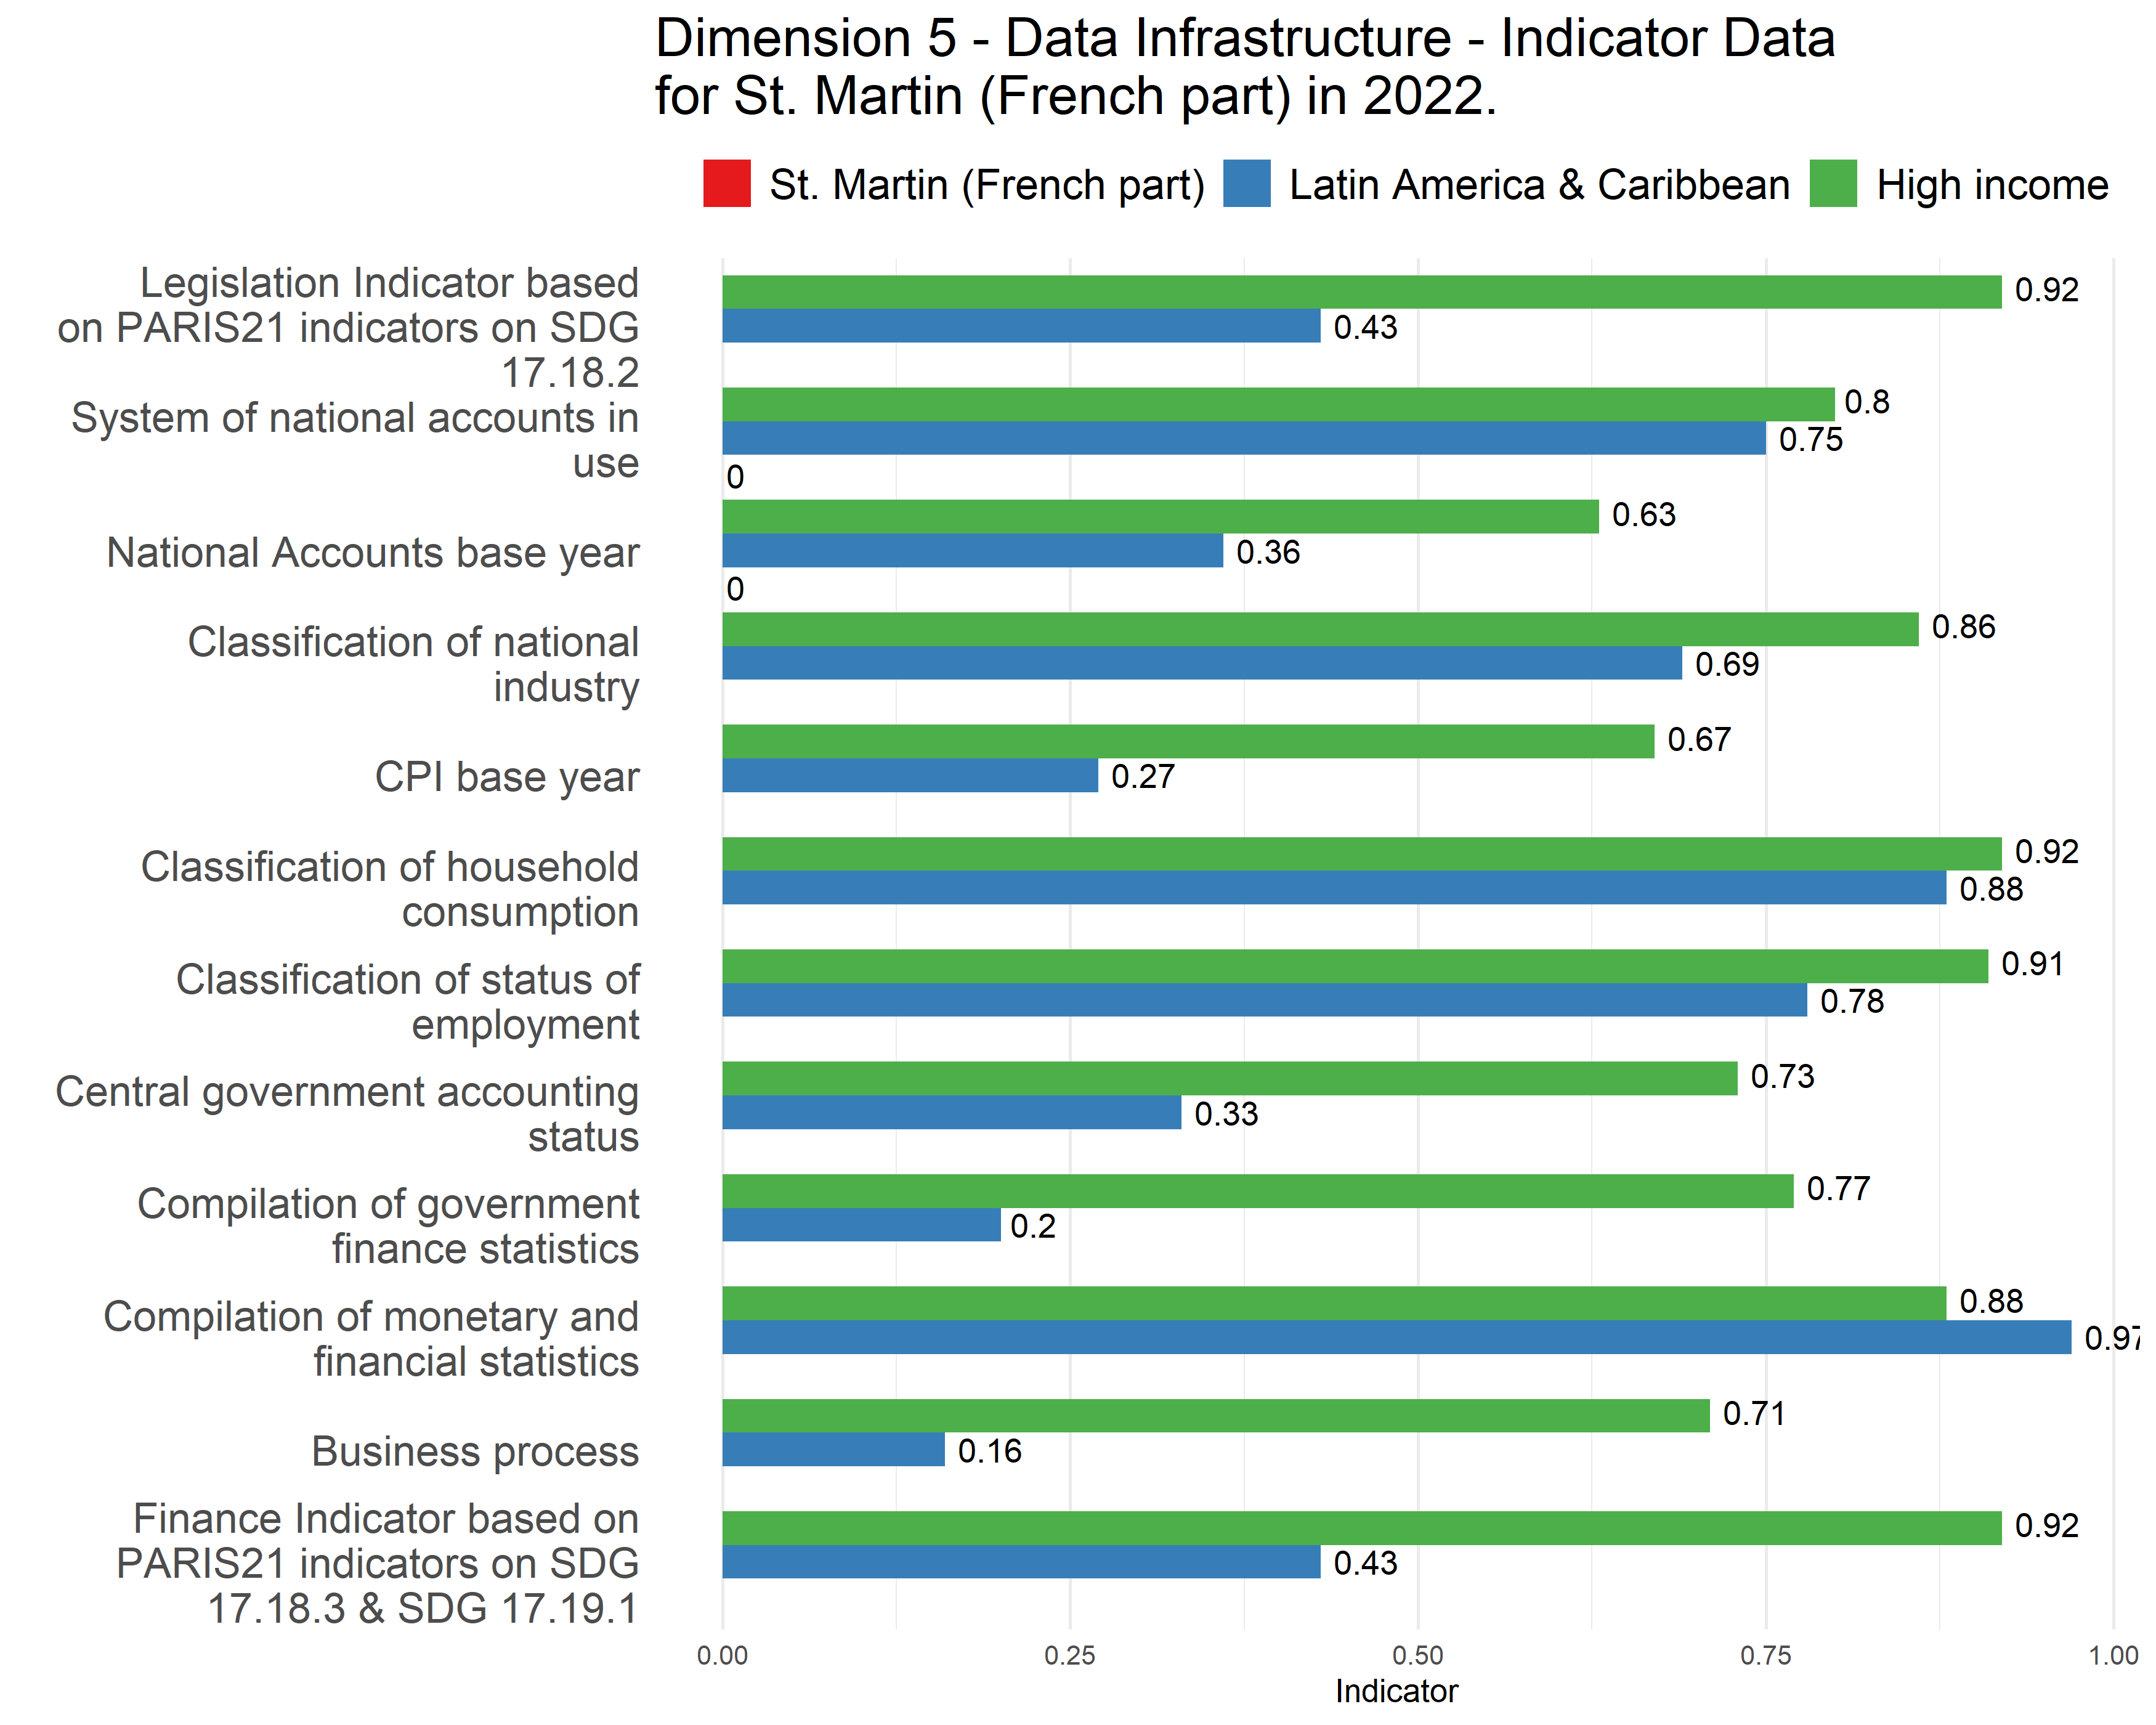 Dimension 5 - Data Infrastructure - Indicator Data
for St. Martin (French part) in 2022.
St. Martin (French part) Latin America & Caribbean High income
Legislation Indicator based
on PARIS21 indicators on SDG
17.18.2
0.92
0.43
System of national accounts in
use
0.8
0.75
0
National Accounts base year
0.63
0.36
0
Classification of national
industry
0.86
0.69
CPI base year
0.67
0.27
Classification of household
consumption
0.92
0.88
Classification of status of
employment
0.91
0.78
Central government accounting
status
0.73
0.33
Compilation of government
finance statistics
0.77
0.2
Compilation of monetary and
financial statistics
0.88
0.97
Business process
0.71
0.16
Finance Indicator based on
PARIS21 indicators on SDG
17.18.3 & SDG 17.19.1
0.92
0.43
0.00 0.25 0.50 0.75 1.00
Indicator